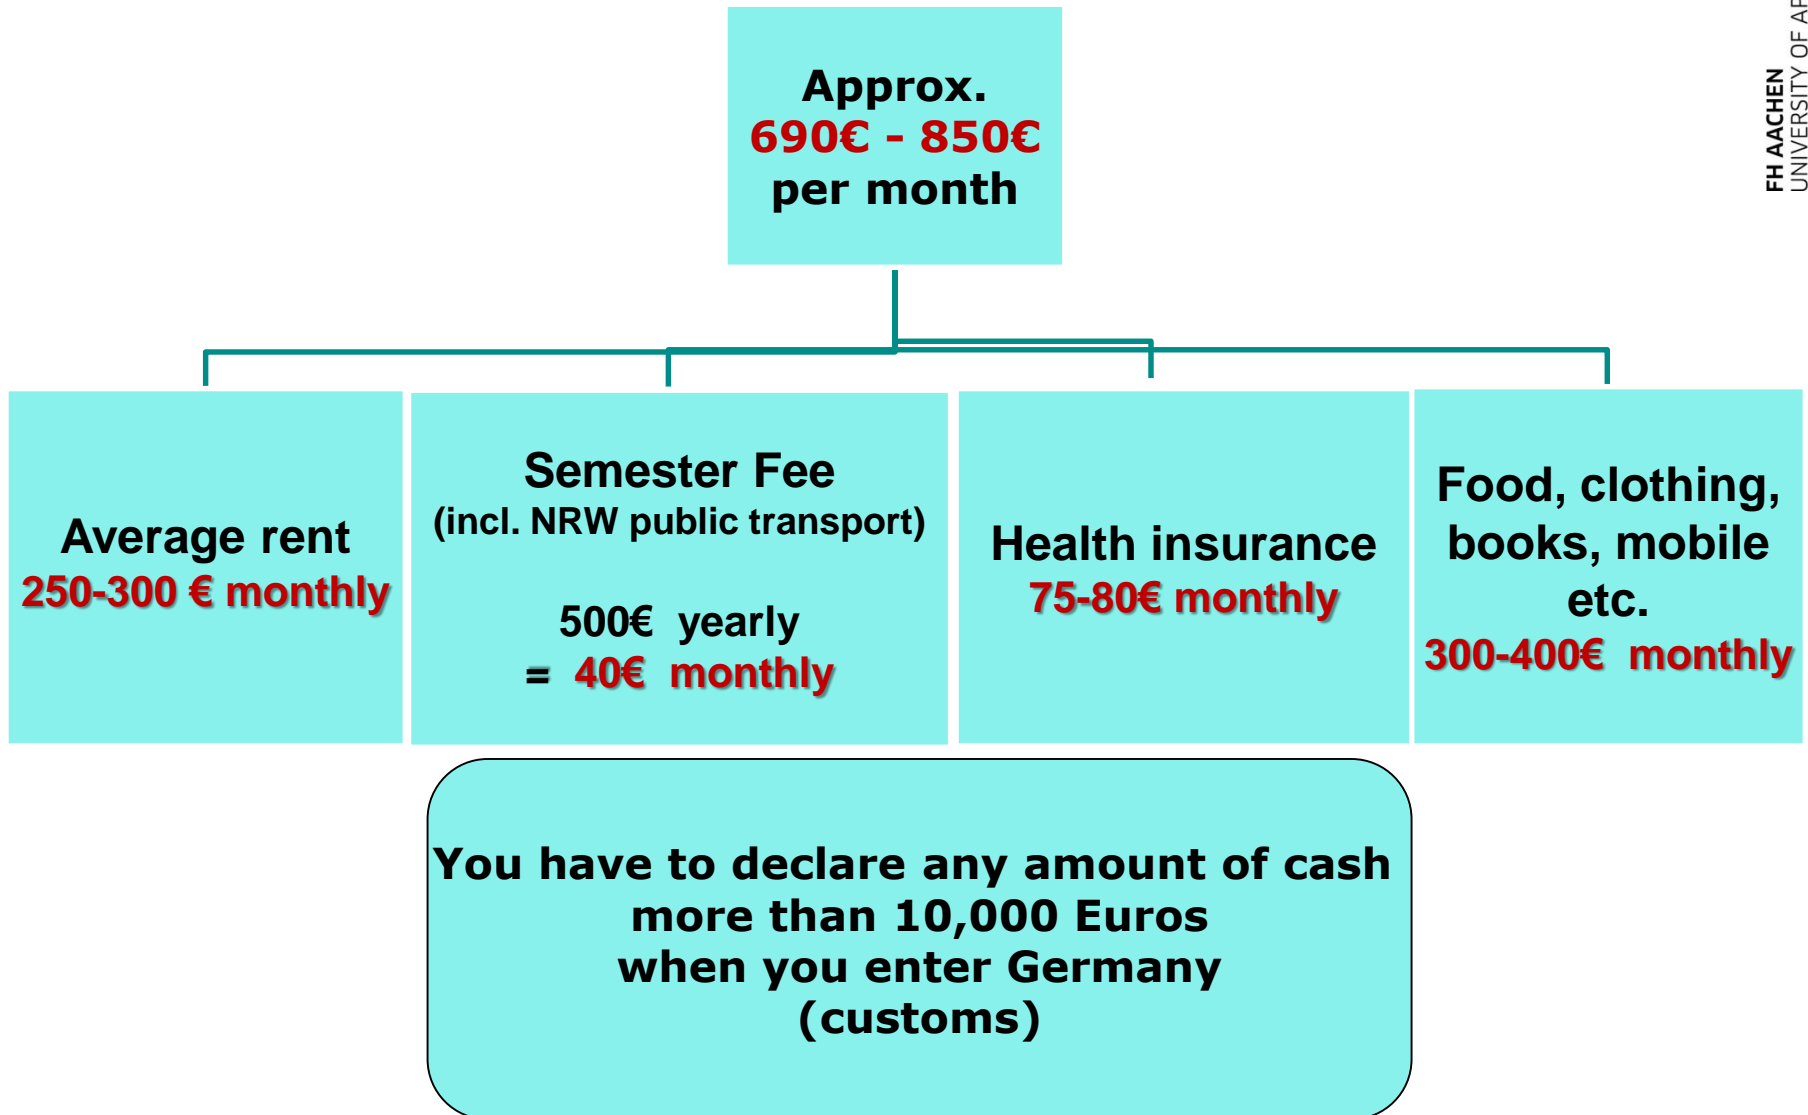 Approx.
690€ - 850€
per month
FH AACHEN
UNIVERSITY OF
Average rent
250-300 € monthly
Semester Fee
(incl. NRW public transport)
500€ yearly
= 40€ monthly
Health insurance
75-80€ monthly
Food, clothing,
books, mobile
etc.
300-400€ monthly
You have to declare any amount of cash
more than 10,000 Euros
when you enter Germany
(customs)